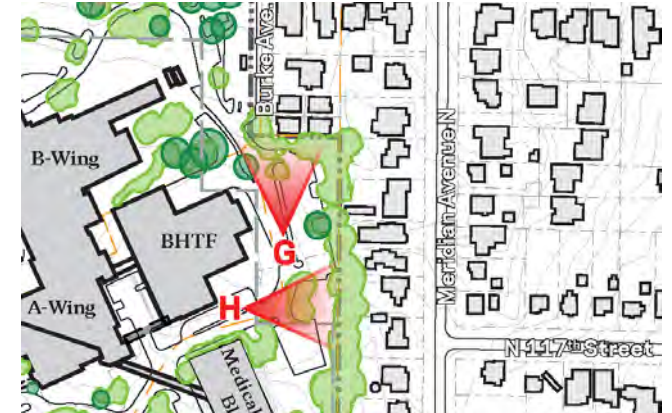 Burke Ave.
B-Wing
Meridian Avenue N
BHTF
G
H
A-Wing
N 117th Street
Medical